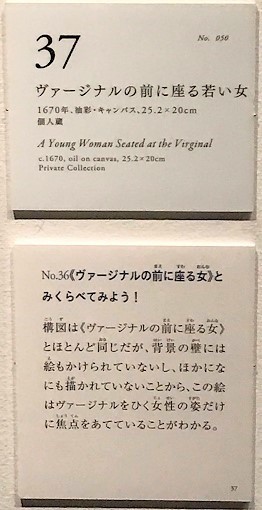 37
No. 056
ヴァージナルの前に座る若い女
1670年、油彩・キャンバス、25.2×20cm
個人蔵
A Young Woman Seated at the Virginal
c.1670, oil on canvas, 25.2×20cm
Private Collection
No.36《ヴァージナルの前に座る女》と
みくらべてみよう！
構図は《ヴァージナルの前に座る女》
とほとんど同じだが、背景の壁には
絵もかけられていないし、ほかにな
にも描かれていないことから、この絵
はヴァージナルをひく女性の姿だけ
に焦点をあてていることがわかる。
37